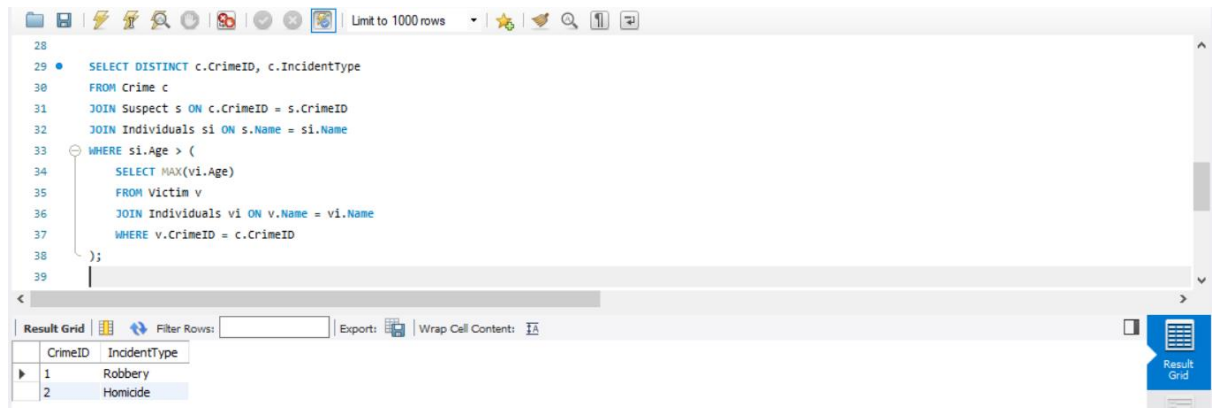 Limit to 1000 rows
28
29 SELECT DISTINCT c.CrimeID, c.IncidentType
30 FROM Crime c
31 JOIN Suspect s ON c.CrimeID = s.CrimeID
32 JOIN Individuals si ON s.Name = si.Name
33 WHERE si.Age > (
34 SELECT MAX(vi.Age)
35 FROM Victim v
36 JOIN Individuals vi ON v.Name = vi.Name
37 WHERE v.CrimeID = c.CrimeID
38 );
39
Result Grid Filter Rows: Export: Wrap Cell Content: IA
CrimeID IncidentType
1 Robbery
2 Homicide
Result
Grid